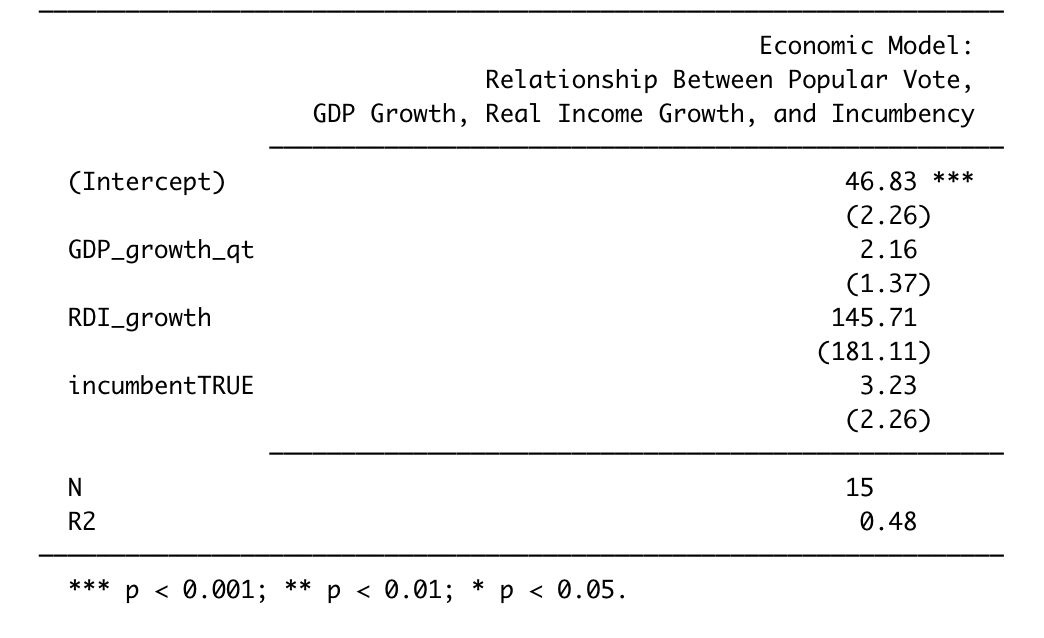 Economic Model:
Relationship Between Popular Vote,
GDP Growth, Real Income Growth, and Incumbency
(Intercept) 46.83 ***
(2.26)
GDP_growth_qt 2.16
(1.37)
RDI_growth 145.71
(181.11)
incumbentTRUE 3.23
(2.26)
N 15
R2 0.48
*** p < 0.001; ** p < 0.01; * p < 0.05.